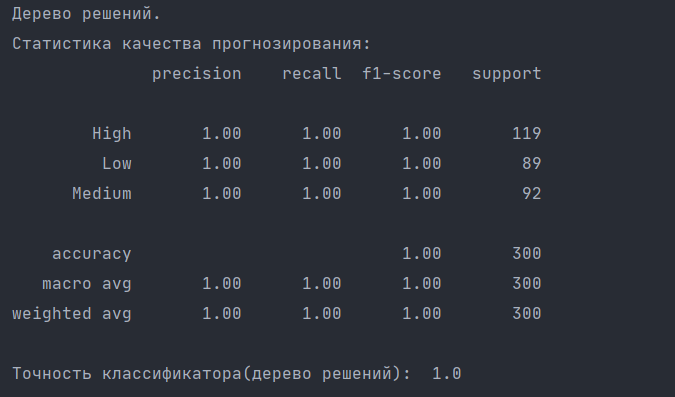 Дерево решений.
Статистика качества прогнозирования:
precision recall f1-score support
High 1.00 1.00 1.00 119
Low 1.00 1.00 1.00 89
Medium 1.00 1.00 1.00 92
accuracy 1.00 300
macro avg 1.00 1.00 1.00 300
weighted avg 1.00 1.00 1.00 300
Точность классификатора(дерево решений): 1.0